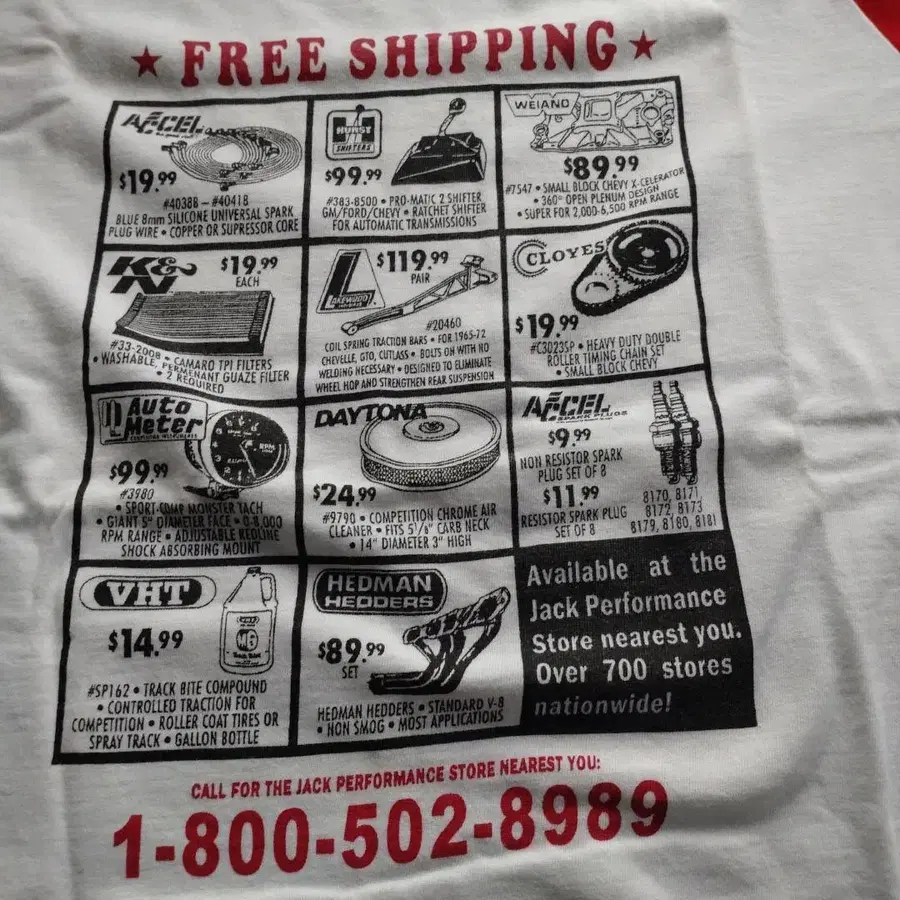 ★ FREE SHIPPING ★
ACCEL
$19.99
#40388 – #40418
BLUE 8mm SILICONE UNIVERSAL SPARK
PLUG WIRE • COPPER OR SUPRESSOR CORE
HURST
SHIFTERS
$99.99
#383-8500 • PRO-MATIC 2 SHIFTER
GM/FORD/CHEVY • RATCHET SHIFTER
FOR AUTOMATIC TRANSMISSIONS
WEIAND
$89.99
#7547 • SMALL BLOCK CHEVY X-CELERATOR
• 360° OPEN PLENUM DESIGN
• SUPER FOR 2,000-6,500 RPM RANGE
K&N
$19.99
EACH
#33-2008 • CAMARO TPI FILTERS
• WASHABLE, PERMENANT GUAZE FILTER
• 2 REQUIRED
LAKEWOOD
$119.99
PAIR
#20460
COIL SPRING TRACTION BARS • FOR 1965-72
CHEVELLE, GTO, CUTLASS • BOLTS ON WITH NO
WELDING NECESSARY • DESIGNED TO ELIMINATE
WHEEL HOP AND STRENGTHEN REAR SUSPENSION
CLOYES
$19.99
#C3023SP • HEAVY DUTY DOUBLE
ROLLER TIMING CHAIN SET
• SMALL BLOCK CHEVY
Auto
Meter
COMPETITION INSTRUMENTS
RPM
$99.99
#3980
• SPORT-COMP MONSTER TACH
• GIANT 5" DIAMETER FACE • 0-8,000
RPM RANGE • ADJUSTABLE REDLINE
SHOCK ABSORBING MOUNT
DAYTONA
$24.99
#9790 • COMPETITION CHROME AIR
CLEANER • FITS 5 1/8" CARB NECK
• 14" DIAMETER 3" HIGH
ACCEL
SPARK PLUGS
$9.99
NON RESISTOR SPARK
PLUG SET OF 8
$11.99
RESISTOR SPARK PLUG
SET OF 8
8170, 8171
8172, 8173
8179, 8180, 8181
VHT
$14.99
#SP162 • TRACK BITE COMPOUND
• CONTROLLED TRACTION FOR
COMPETITION • ROLLER COAT TIRES OR
SPRAY TRACK • GALLON BOTTLE
HEDMAN
HEDDERS
$89.99
SET
HEDMAN HEDDERS • STANDARD V-8
• NON SMOG • MOST APPLICATIONS
Available at the
Jack Performance
Store nearest you.
Over 700 stores
nationwide!
CALL FOR THE JACK PERFORMANCE STORE NEAREST YOU:
1-800-502-8989